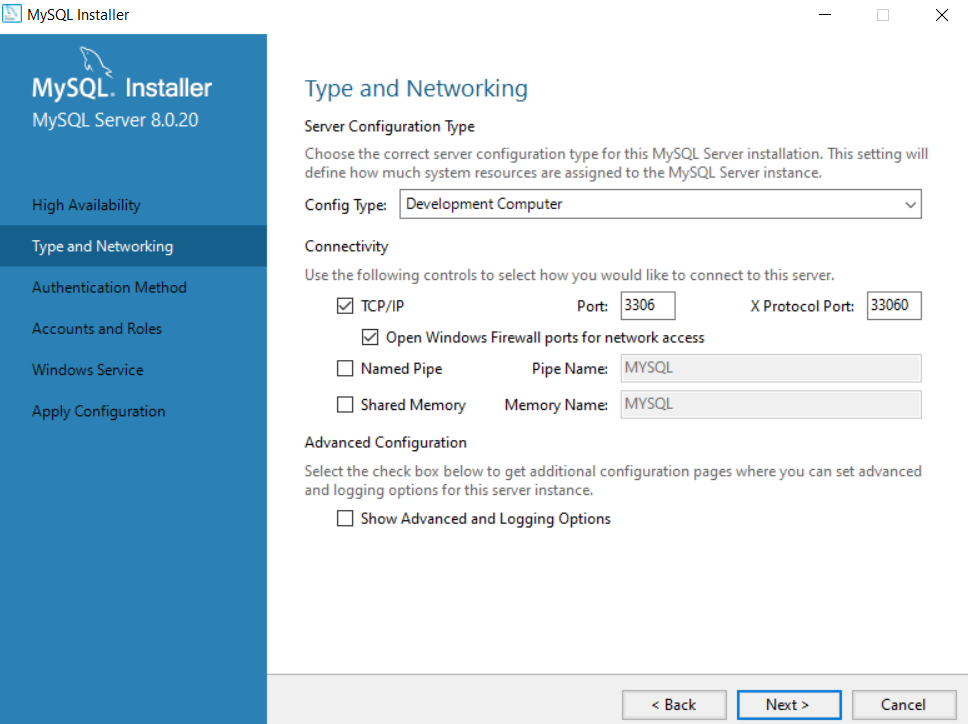 MySQL Installer
MySQL. Installer
MySQL Server 8.0.20
High Availability
Type and Networking
Authentication Method
Accounts and Roles
Windows Service
Apply Configuration
Type and Networking
Server Configuration Type
Choose the correct server configuration type for this MySQL Server installation. This setting will
define how much system resources are assigned to the MySQL Server instance.
Config Type: Development Computer
Connectivity
Use the following controls to select how you would like to connect to this server.
TCP/IP Port: 3306 X Protocol Port: 33060
Open Windows Firewall ports for network access
Named Pipe Pipe Name: MYSQL
Shared Memory Memory Name: MYSQL
Advanced Configuration
Select the check box below to get additional configuration pages where you can set advanced
and logging options for this server instance.
Show Advanced and Logging Options
< Back Next > Cancel